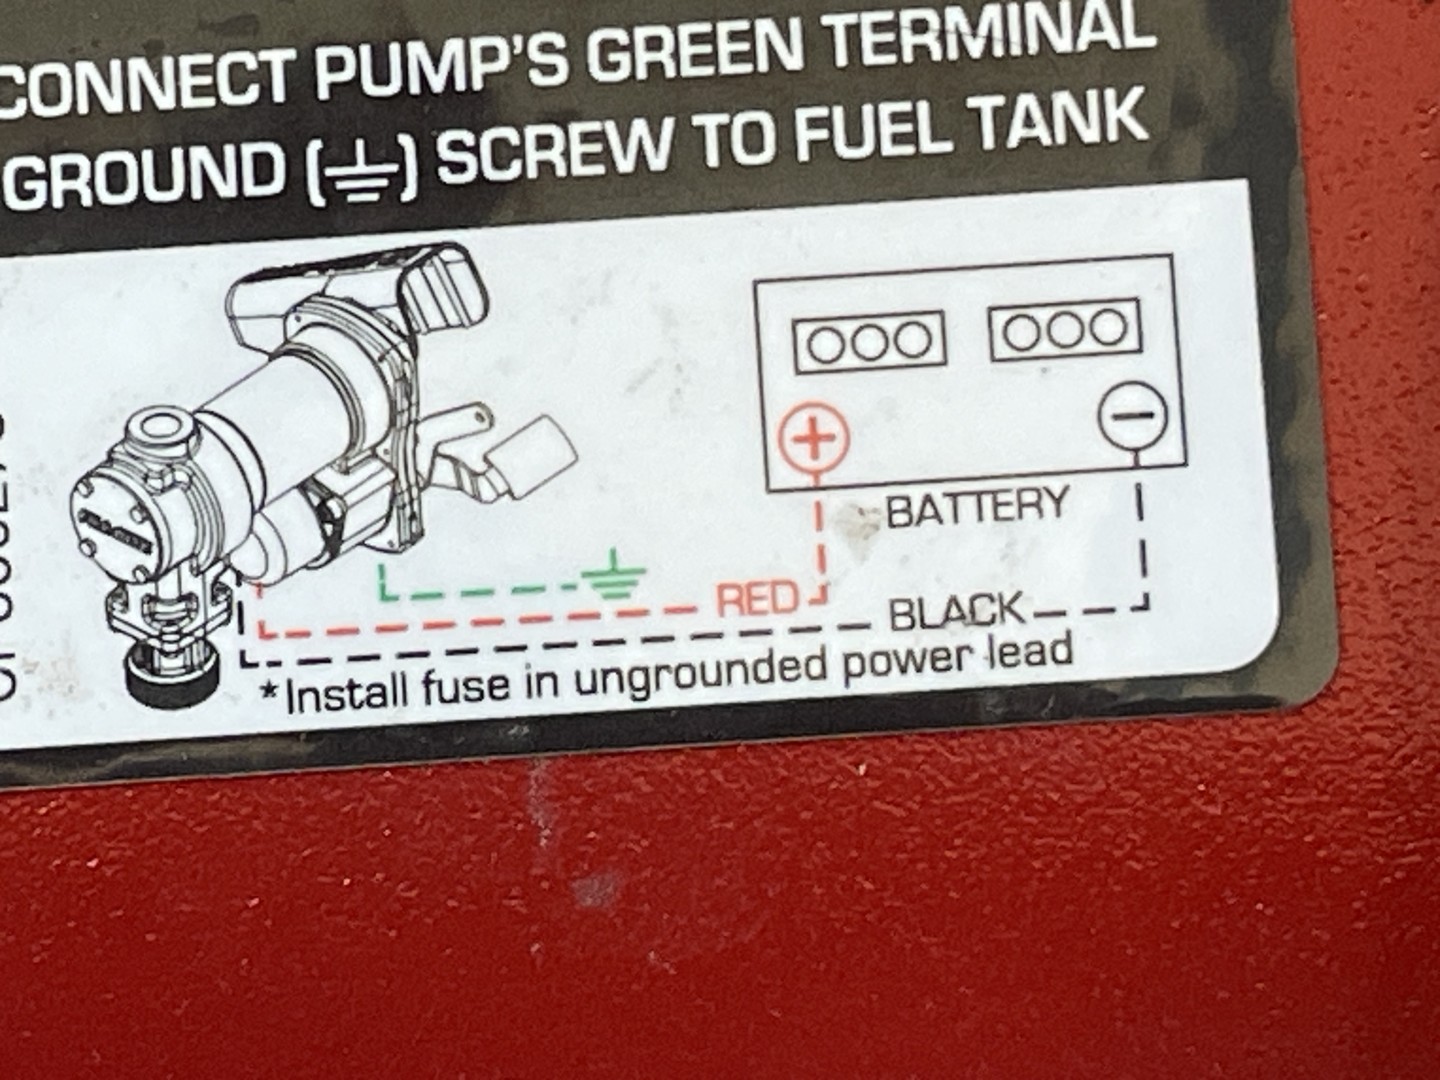 CONNECT PUMP'S GREEN TERMINAL
GROUND (⏚) SCREW TO FUEL TANK
+
−
BATTERY
RED
BLACK
*Install fuse in ungrounded power lead